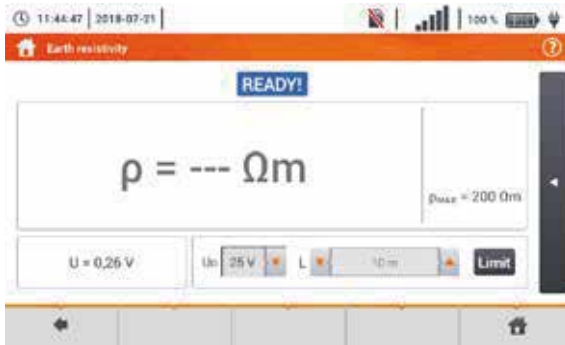 11:44:47 2018-07-21 100 %
Earth resistivity
READY!
ρ = --- Ωm
ρMAX = 200 Ωm
U = 0,26 V Un 25 V L 10 m Limit